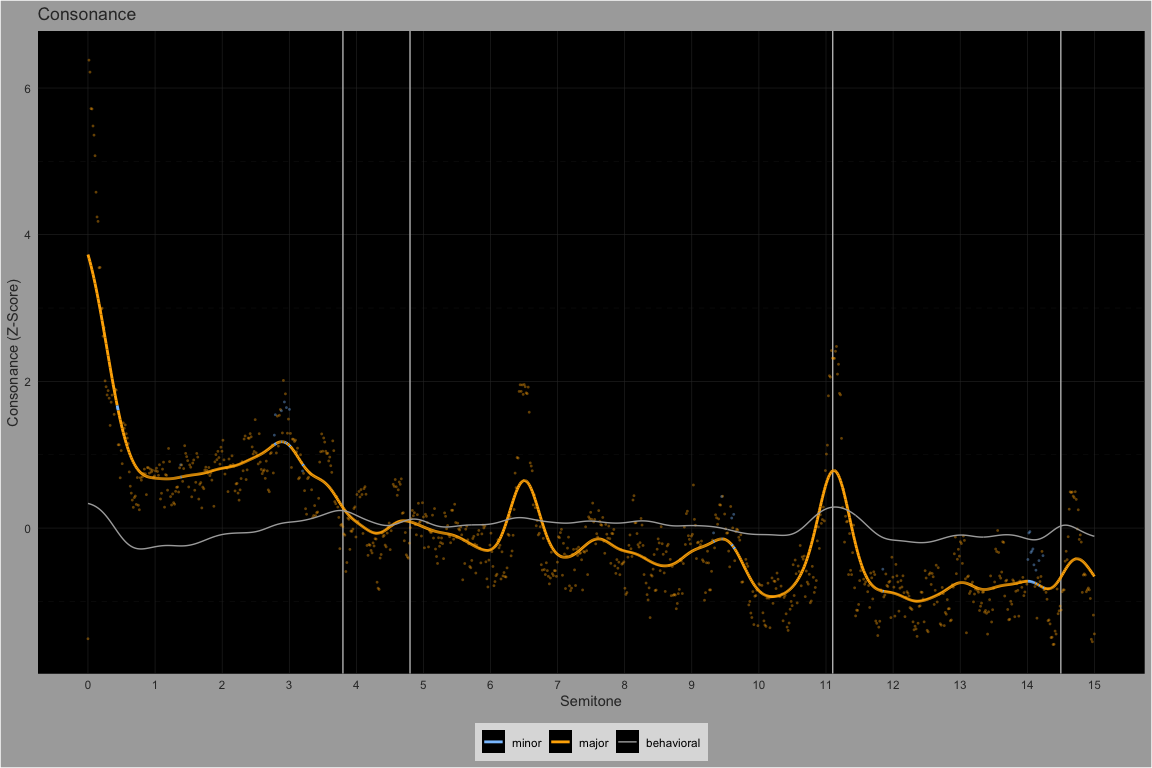 Consonance
Consonance (Z-Score)
6
4
2
0
0 1 2 3 4 5 6 7 8 9 10 11 12 13 14 15
Semitone
minor major behavioral